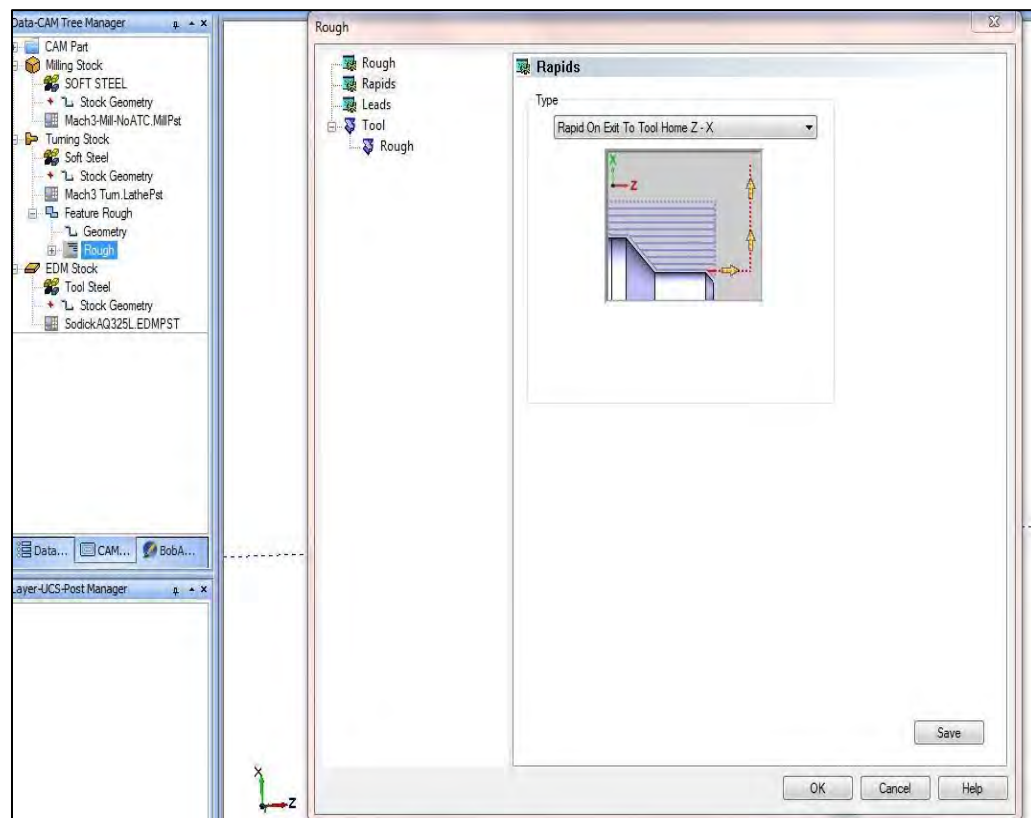 Data-CAM Tree Manager
CAM Part
Milling Stock
SOFT STEEL
Stock Geometry
Mach3-Mill-NoATC.MillPst
Turning Stock
Soft Steel
Stock Geometry
Mach3 Turn.LathePst
Feature Rough
Geometry
Rough
EDM Stock
Tool Steel
Stock Geometry
SodickAQ325L.EDMPST
Data...
CAM...
BobA...
Layer-UCS-Post Manager
X
Z
Rough
Rough
Rapids
Leads
Tool
Rough
Rapids
Type
Rapid On Exit To Tool Home Z - X
X
Z
Save
OK
Cancel
Help